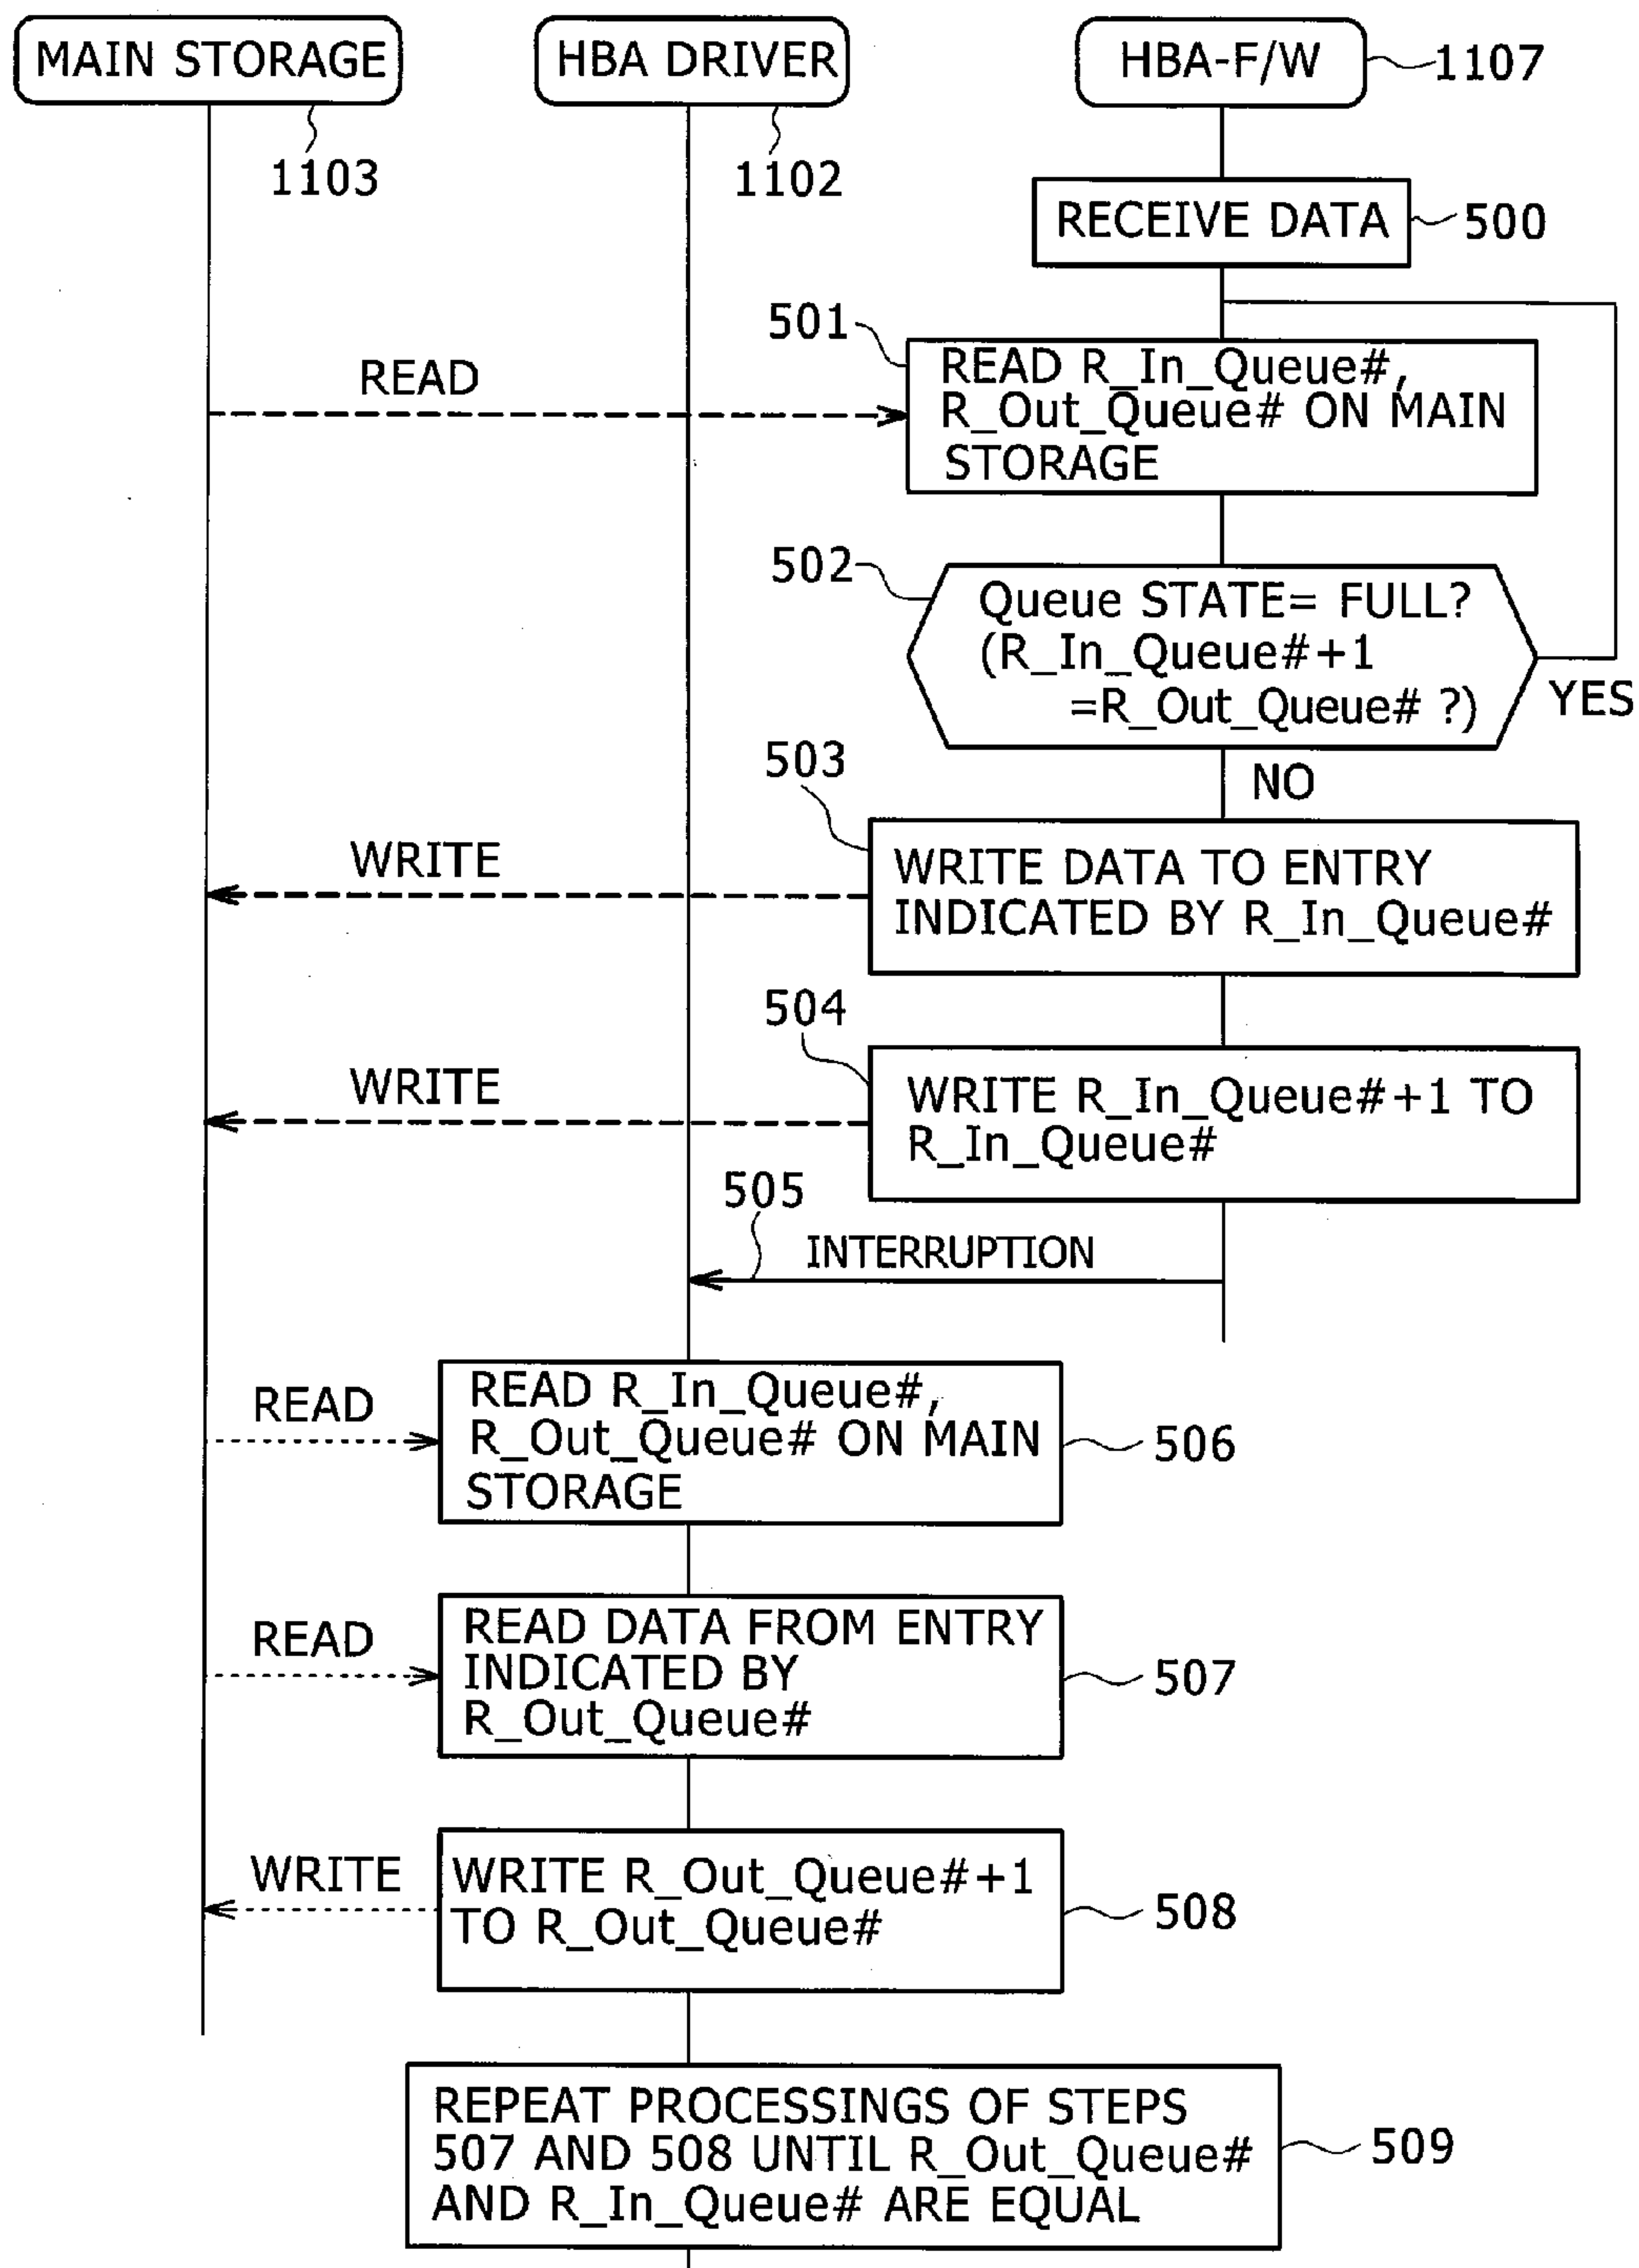 MAIN STORAGE
HBA DRIVER
HBA-F/W
1107
1103
1102
RECEIVE DATA
500
501
READ
READ R_In_Queue#,
R_Out_Queue# ON MAIN
STORAGE
502
Queue STATE= FULL?
(R_In_Queue#+1
=R_Out_Queue# ?)
YES
503
NO
WRITE
WRITE DATA TO ENTRY
INDICATED BY R_In_Queue#
504
WRITE
WRITE R_In_Queue#+1 TO
R_In_Queue#
505
INTERRUPTION
READ
READ R_In_Queue#,
R_Out_Queue# ON MAIN
STORAGE
506
READ
READ DATA FROM ENTRY
INDICATED BY
R_Out_Queue#
507
WRITE
WRITE R_Out_Queue#+1
TO R_Out_Queue#
508
REPEAT PROCESSINGS OF STEPS
507 AND 508 UNTIL R_Out_Queue#
AND R_In_Queue# ARE EQUAL
509